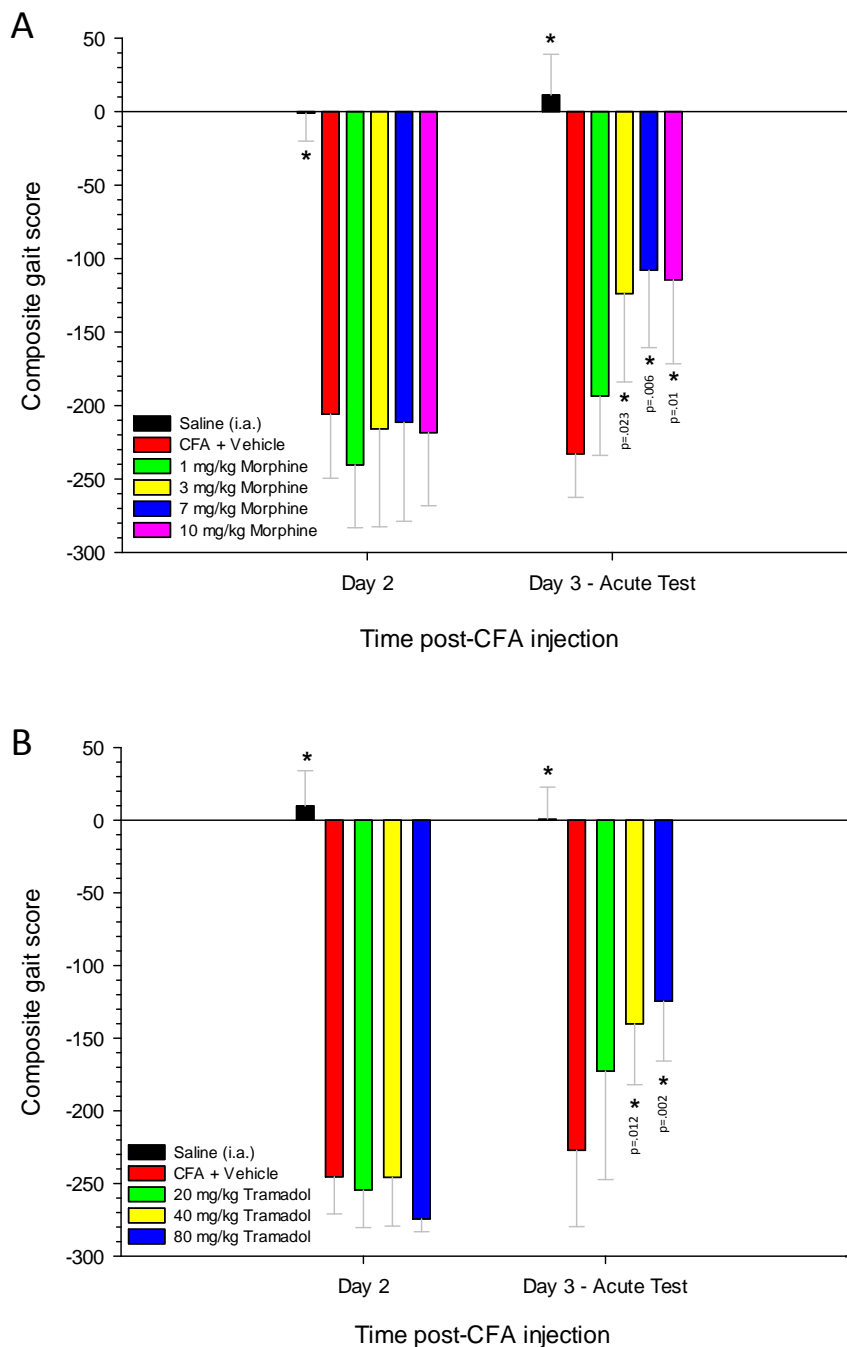 A
50
0
-50
-100
-150
-200
-250
-300
Composite gait score
*
*
*
*
*
p=.023
p=.006
p=.01
Saline (i.a.)
CFA + Vehicle
1 mg/kg Morphine
3 mg/kg Morphine
7 mg/kg Morphine
10 mg/kg Morphine
Day 2
Day 3 - Acute Test
Time post-CFA injection
B
50
0
-50
-100
-150
-200
-250
-300
Composite gait score
*
*
*
*
p=.012
p=.002
Saline (i.a.)
CFA + Vehicle
20 mg/kg Tramadol
40 mg/kg Tramadol
80 mg/kg Tramadol
Day 2
Day 3 - Acute Test
Time post-CFA injection